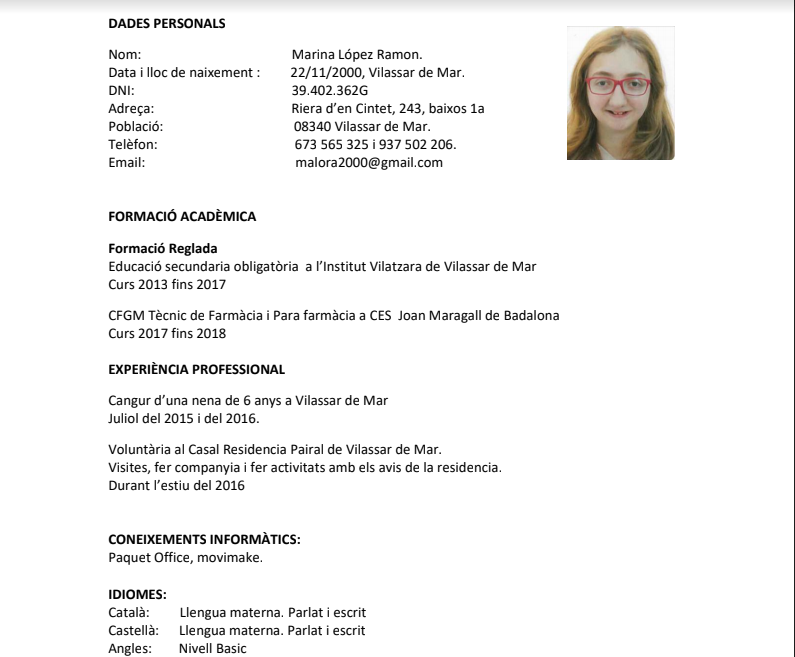 DADES PERSONALS
Nom: Marina López Ramon.
Data i lloc de naixement : 22/11/2000, Vilassar de Mar.
DNI: 39.402.362G
Adreça: Riera d’en Cintet, 243, baixos 1a
Població: 08340 Vilassar de Mar.
Telèfon: 673 565 325 i 937 502 206.
Email: malora2000@gmail.com
FORMACIÓ ACADÈMICA
Formació Reglada
Educació secundaria obligatòria a l’Institut Vilatzara de Vilassar de Mar
Curs 2013 fins 2017
CFGM Tècnic de Farmàcia i Para farmàcia a CES Joan Maragall de Badalona
Curs 2017 fins 2018
EXPERIÈNCIA PROFESSIONAL
Cangur d’una nena de 6 anys a Vilassar de Mar
Juliol del 2015 i del 2016.
Voluntària al Casal Residencia Pairal de Vilassar de Mar.
Visites, fer companyia i fer activitats amb els avis de la residencia.
Durant l’estiu del 2016
CONEIXEMENTS INFORMÀTICS:
Paquet Office, movimake.
IDIOMES:
Català: Llengua materna. Parlat i escrit
Castellà: Llengua materna. Parlat i escrit
Angles: Nivell Basic